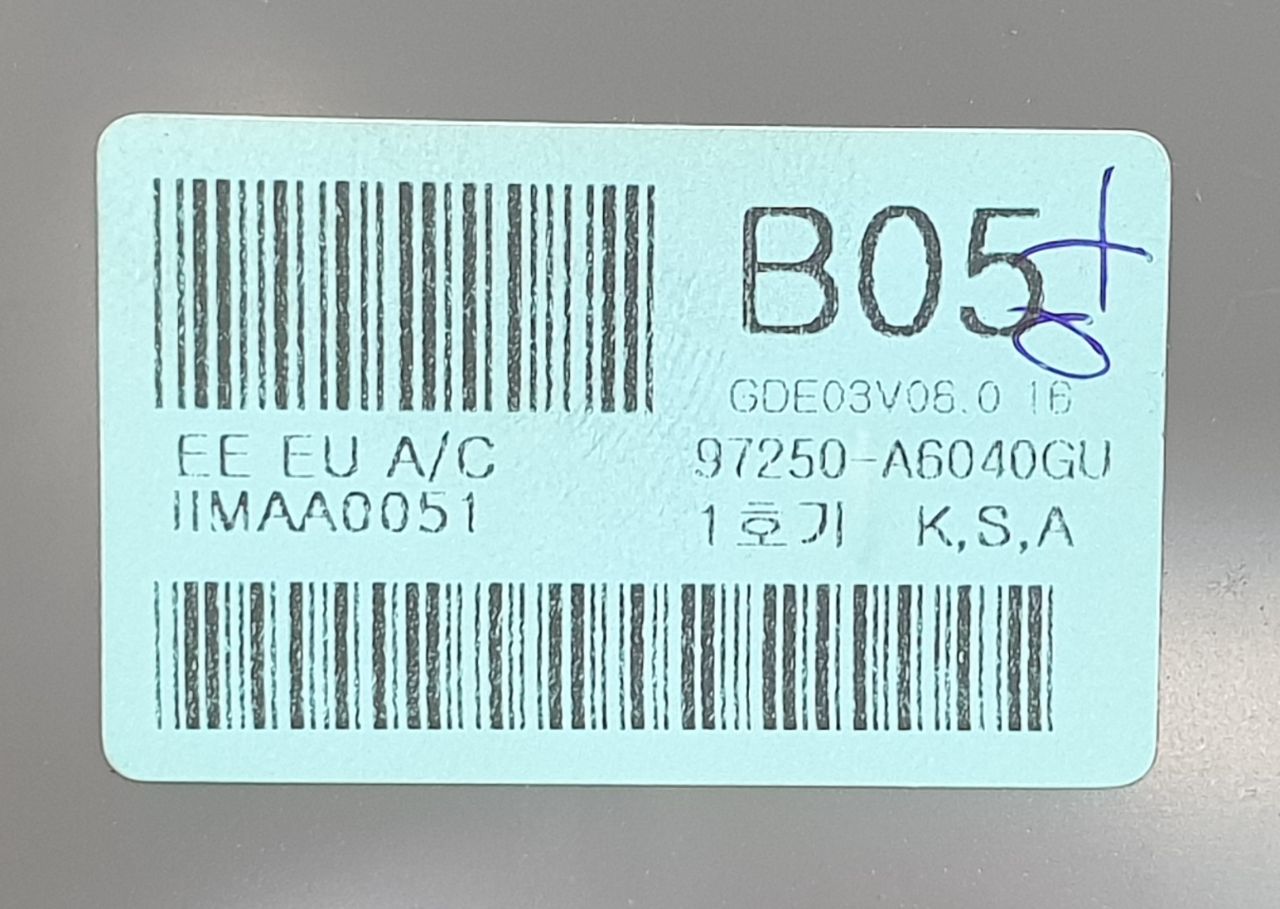 B05
GDE03V06.0 16
EE EU A/C
97250-A6040GU
IIMAA0051
1호기 K,S,A